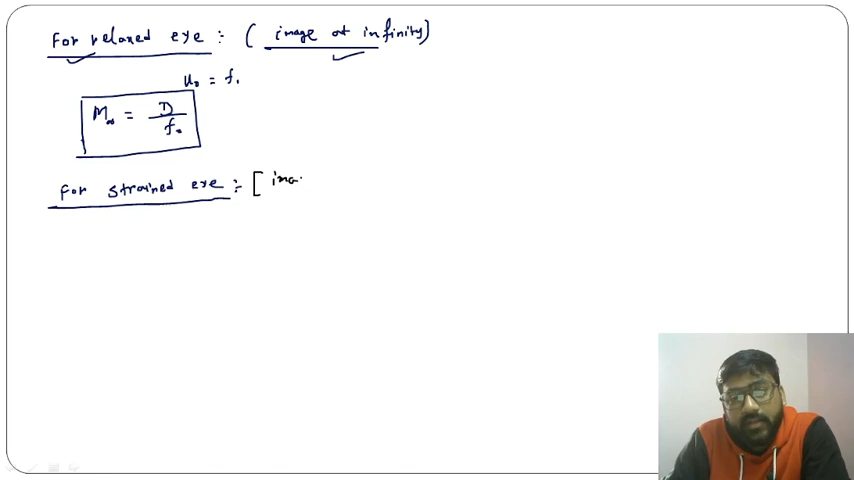 For relaxed eye :- ( image at infinity)
u₀ = f₀
M∞ = D / f₀
For strained eye :- [ ima